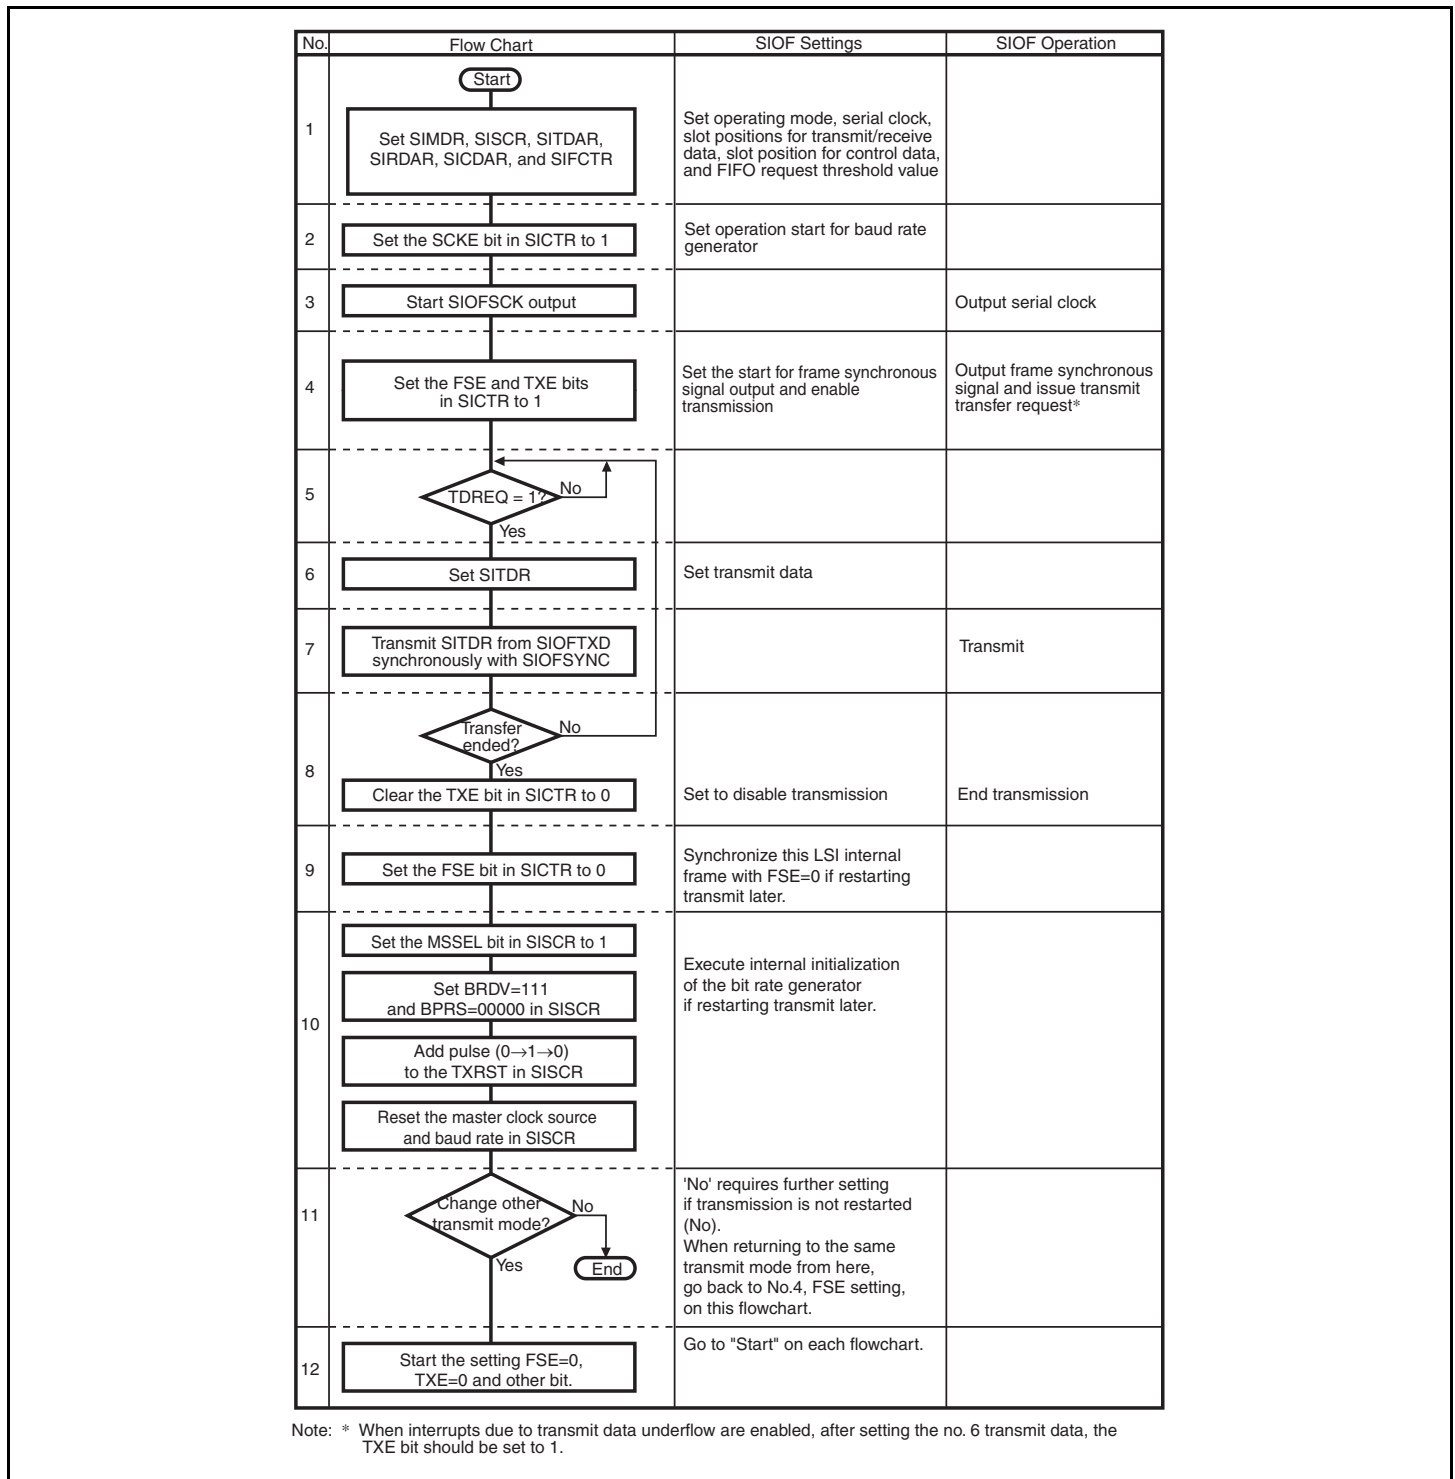 No.
Flow Chart
SIOF Settings
SIOF Operation
Start
1
Set SIMDR, SISCR, SITDAR,
SIRDAR, SICDAR, and SIFCTR
Set operating mode, serial clock,
slot positions for transmit/receive
data, slot position for control data,
and FIFO request threshold value
2
Set the SCKE bit in SICTR to 1
Set operation start for baud rate
generator
3
Start SIOFSCK output
Output serial clock
4
Set the FSE and TXE bits
in SICTR to 1
Set the start for frame synchronous
signal output and enable
transmission
Output frame synchronous
signal and issue transmit
transfer request*
5
TDREQ = 1?
No
Yes
6
Set SITDR
Set transmit data
7
Transmit SITDR from SIOFTXD
synchronously with SIOFSYNC
Transmit
8
Transfer
ended?
No
Yes
Clear the TXE bit in SICTR to 0
Set to disable transmission
End transmission
9
Set the FSE bit in SICTR to 0
Synchronize this LSI internal
frame with FSE=0 if restarting
transmit later.
10
Set the MSSEL bit in SISCR to 1
Set BRDV=111
and BPRS=00000 in SISCR
Add pulse (0→1→0)
to the TXRST in SISCR
Reset the master clock source
and baud rate in SISCR
Execute internal initialization
of the bit rate generator
if restarting transmit later.
11
Change other
transmit mode?
No
Yes
End
'No' requires further setting
if transmission is not restarted
(No).
When returning to the same
transmit mode from here,
go back to No.4, FSE setting,
on this flowchart.
12
Start the setting FSE=0,
TXE=0 and other bit.
Go to "Start" on each flowchart.
Note: * When interrupts due to transmit data underflow are enabled, after setting the no. 6 transmit data, the
TXE bit should be set to 1.